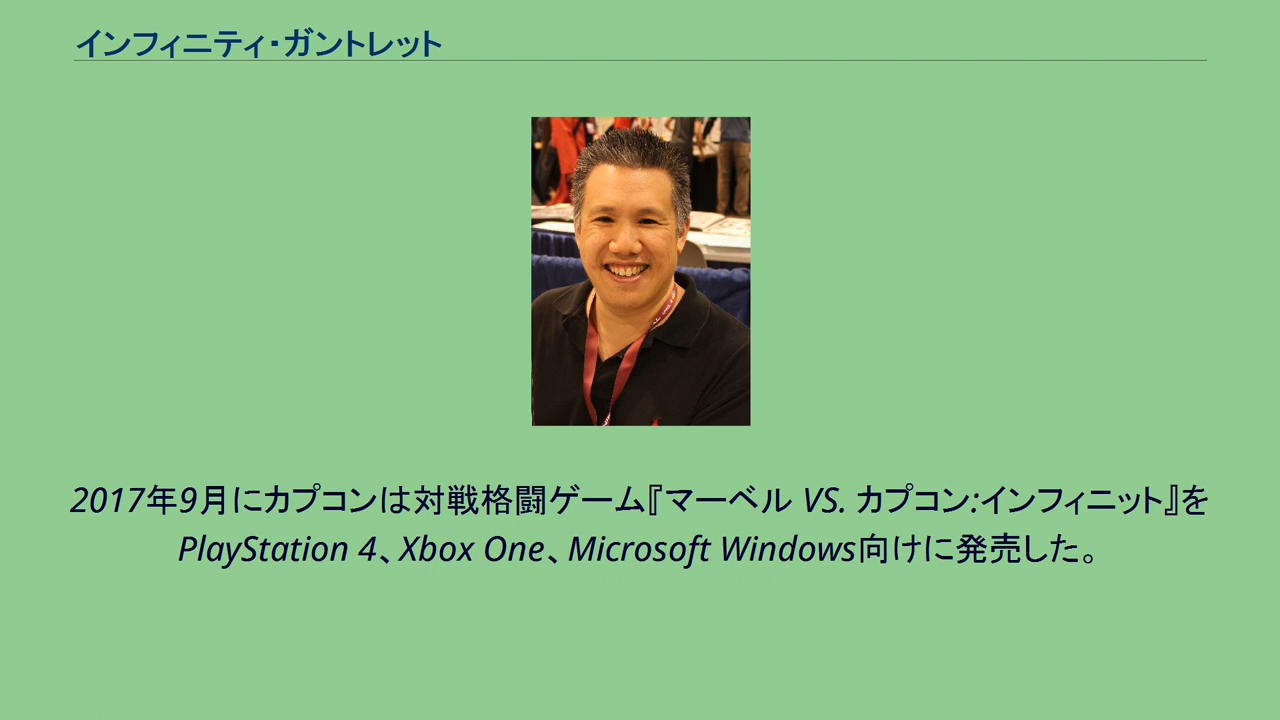 インフィニティ・ガントレット
2017年9月にカプコンは対戦格闘ゲーム『マーベル VS. カプコン:インフィニット』を
PlayStation 4、Xbox One、Microsoft Windows向けに発売した。